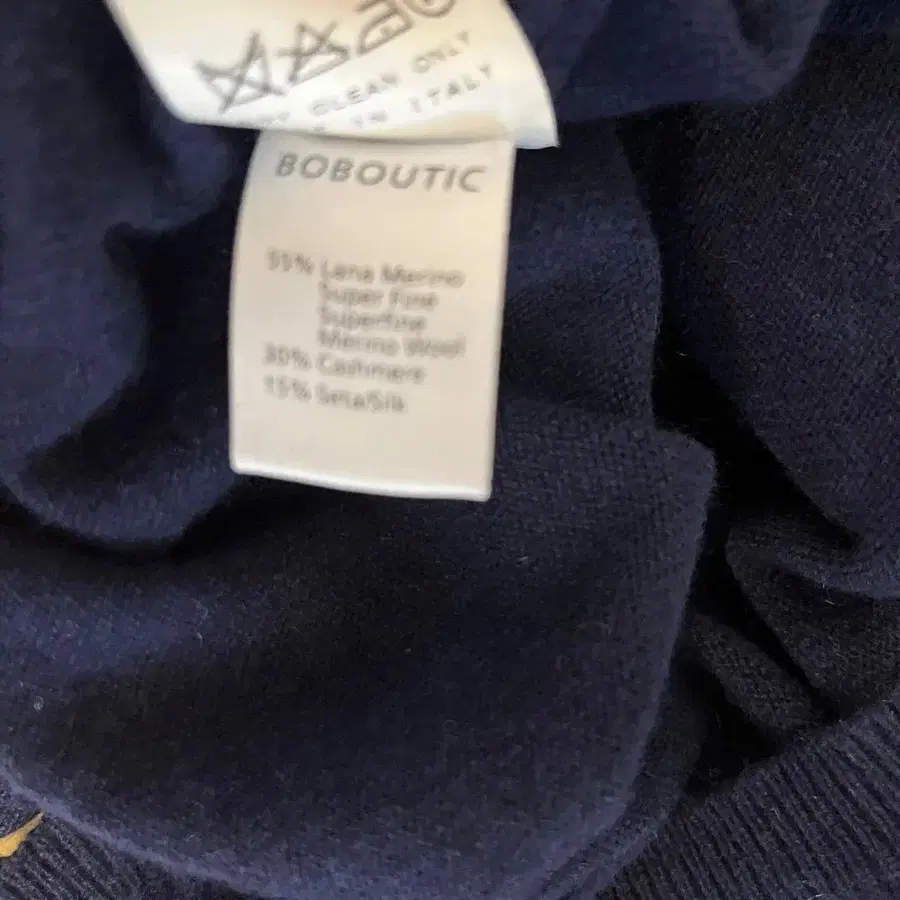 CLEAN ONLY
IN ITALY
BOBOUTIC
55% Lana Merino
Super Fine
Superfine
Merino Wool
30% Cashmere
15% Seta/Silk